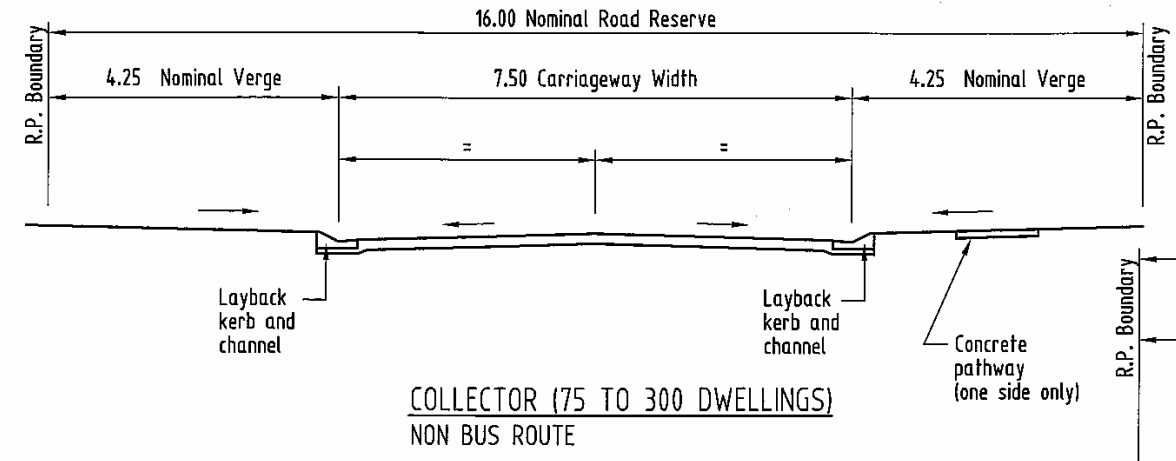 16.00 Nominal Road Reserve
R.P. Boundary
R.P. Boundary
4.25 Nominal Verge
7.50 Carriageway Width
4.25 Nominal Verge
=
=
Layback
kerb and
channel
Layback
kerb and
channel
Concrete
pathway
(one side only)
R.P. Boundary
COLLECTOR (75 TO 300 DWELLINGS)
NON BUS ROUTE